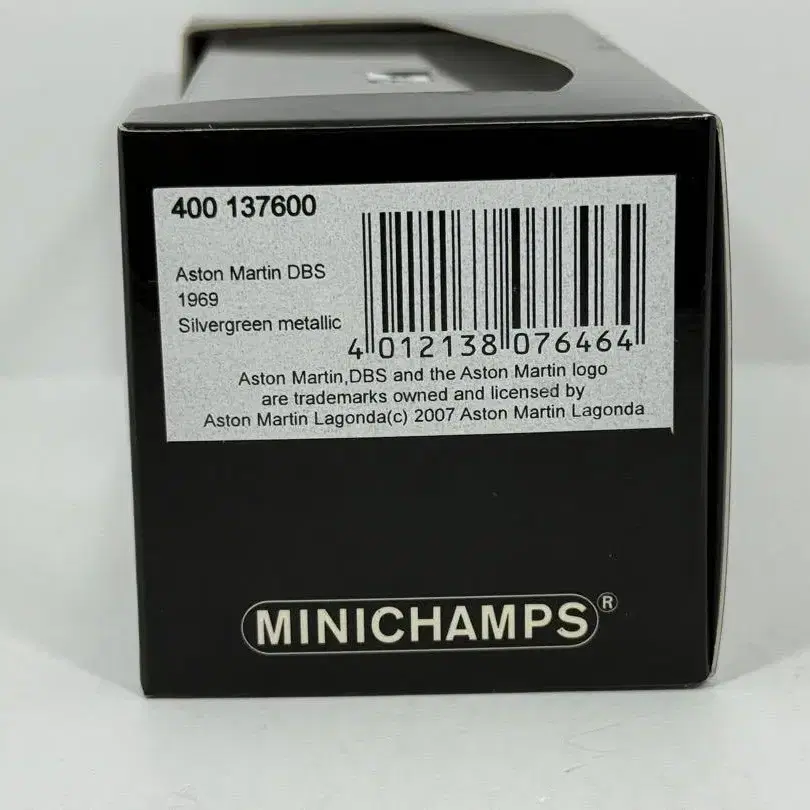 400 137600
Aston Martin DBS
1969
Silvergreen metallic
4 012138 076464
Aston Martin,DBS and the Aston Martin logo
are trademarks owned and licensed by
Aston Martin Lagonda(c) 2007 Aston Martin Lagonda
MINICHAMPS®